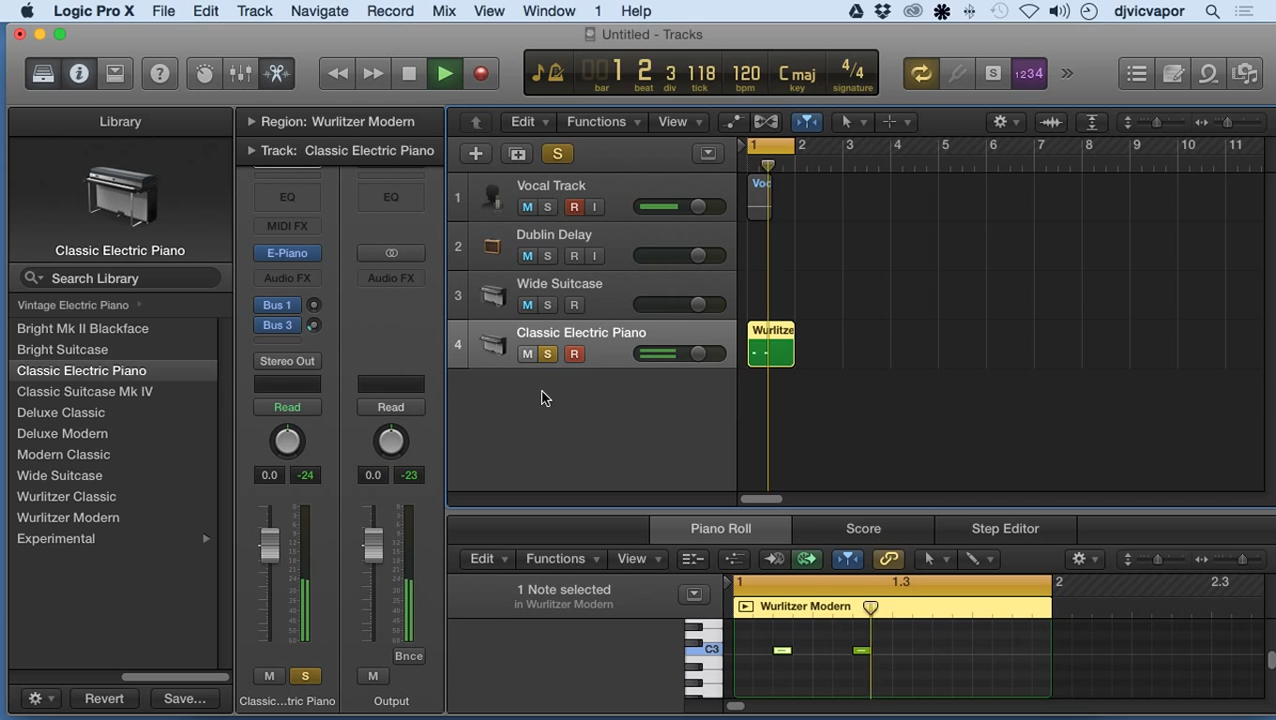 Logic Pro X File Edit Track Navigate Record Mix View Window 1 Help djvicvapor
Untitled - Tracks
001 2 3 118 120 C maj 4/4
bar beat div tick bpm key signature
S 1234
Library
Region: Wurlitzer Modern
Track: Classic Electric Piano
Edit Functions View
S
1 2 3 4 5 6 7 8 9 10 11
Classic Electric Piano
Search Library
Vintage Electric Piano
Bright Mk II Blackface
Bright Suitcase
Classic Electric Piano
Classic Suitcase Mk IV
Deluxe Classic
Deluxe Modern
Modern Classic
Wide Suitcase
Wurlitzer Classic
Wurlitzer Modern
Experimental
Revert Save...
EQ EQ
MIDI FX
E-Piano
Audio FX Audio FX
Bus 1
Bus 3
Stereo Out
Read Read
0.0 -24 0.0 -23
Bnce
M S M
Classic...tric Piano Output
1 Vocal Track
M S R I
Voc
2 Dublin Delay
M S R I
3 Wide Suitcase
M S R
4 Classic Electric Piano
M S R
Wurlitze
Piano Roll Score Step Editor
Edit Functions View
1 Note selected
in Wurlitzer Modern
1 1.3 2 2.3
Wurlitzer Modern
C3